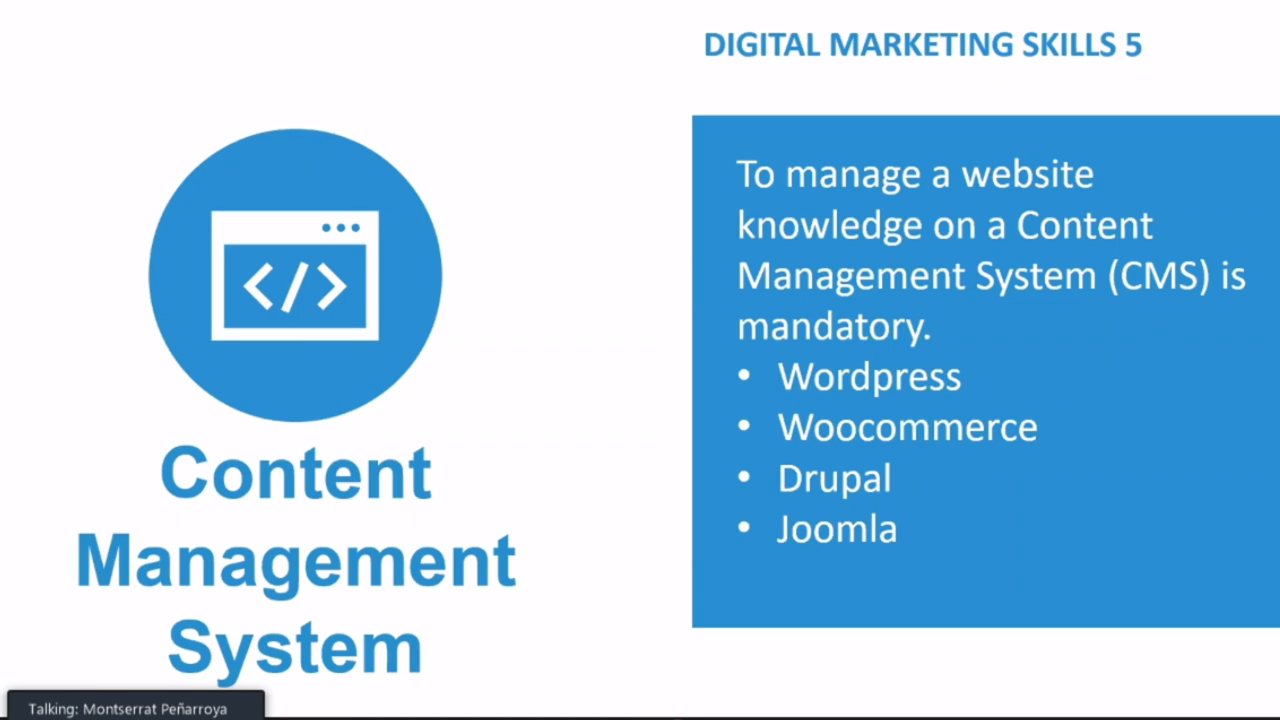 DIGITAL MARKETING SKILLS 5
</>
Content
Management
System
To manage a website
knowledge on a Content
Management System (CMS) is
mandatory.
• Wordpress
• Woocommerce
• Drupal
• Joomla
Talking: Montserrat Peñarroya